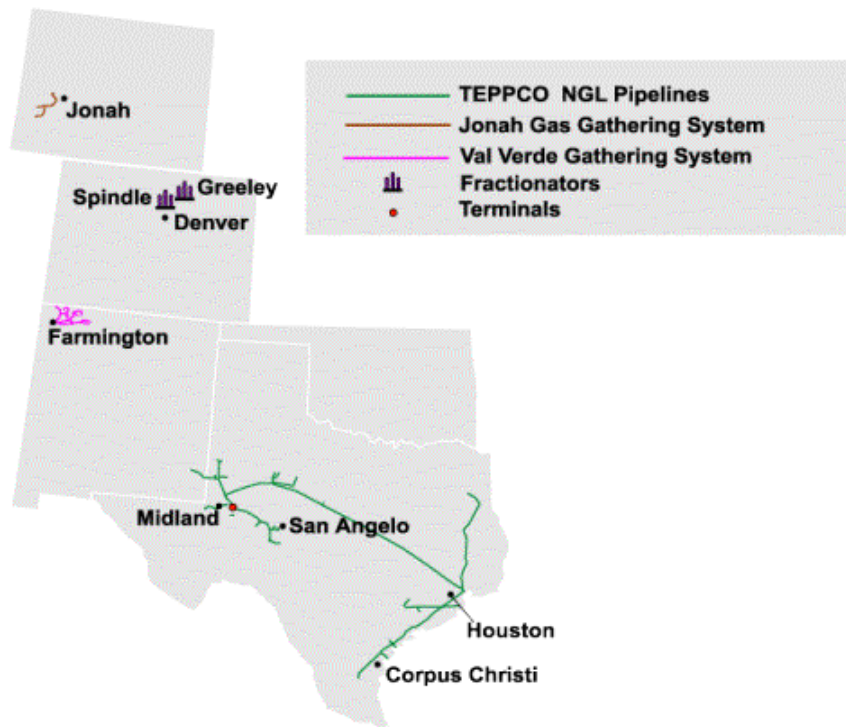 TEPPCO NGL Pipelines
Jonah Gas Gathering System
Val Verde Gathering System
Fractionators
Terminals
Jonah
Greeley
Spindle
Denver
Farmington
Midland
San Angelo
Houston
Corpus Christi